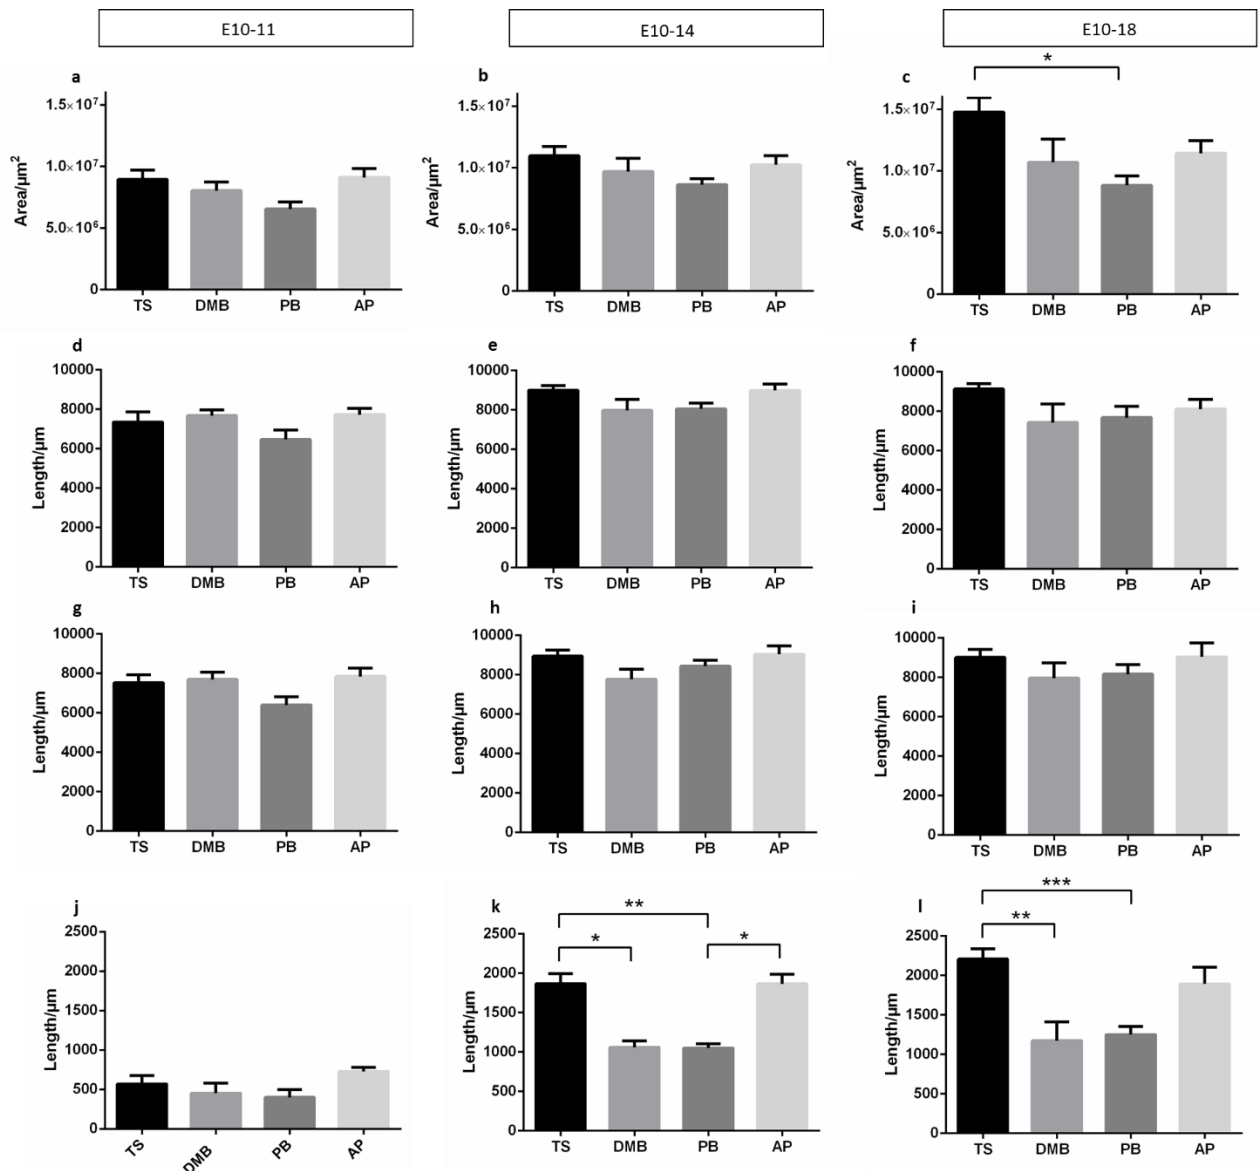 E10-11 E10-14 E10-18
a b c
*
1.5×10⁷ 1.5×10⁷ 1.5×10⁷
1.0×10⁷ 1.0×10⁷ 1.0×10⁷
5.0×10⁶ 5.0×10⁶ 5.0×10⁶
0 0 0
Area/µm² Area/µm² Area/µm²
TS DMB PB AP TS DMB PB AP TS DMB PB AP
d e f
10000 10000 10000
8000 8000 8000
6000 6000 6000
4000 4000 4000
2000 2000 2000
0 0 0
Length/µm Length/µm Length/µm
TS DMB PB AP TS DMB PB AP TS DMB PB AP
g h i
10000 10000 10000
8000 8000 8000
6000 6000 6000
4000 4000 4000
2000 2000 2000
0 0 0
Length/µm Length/µm Length/µm
TS DMB PB AP TS DMB PB AP TS DMB PB AP
j k l
** ***
* * **
2500 2500 2500
2000 2000 2000
1500 1500 1500
1000 1000 1000
500 500 500
0 0 0
Length/µm Length/µm Length/µm
TS DMB PB AP TS DMB PB AP TS DMB PB AP